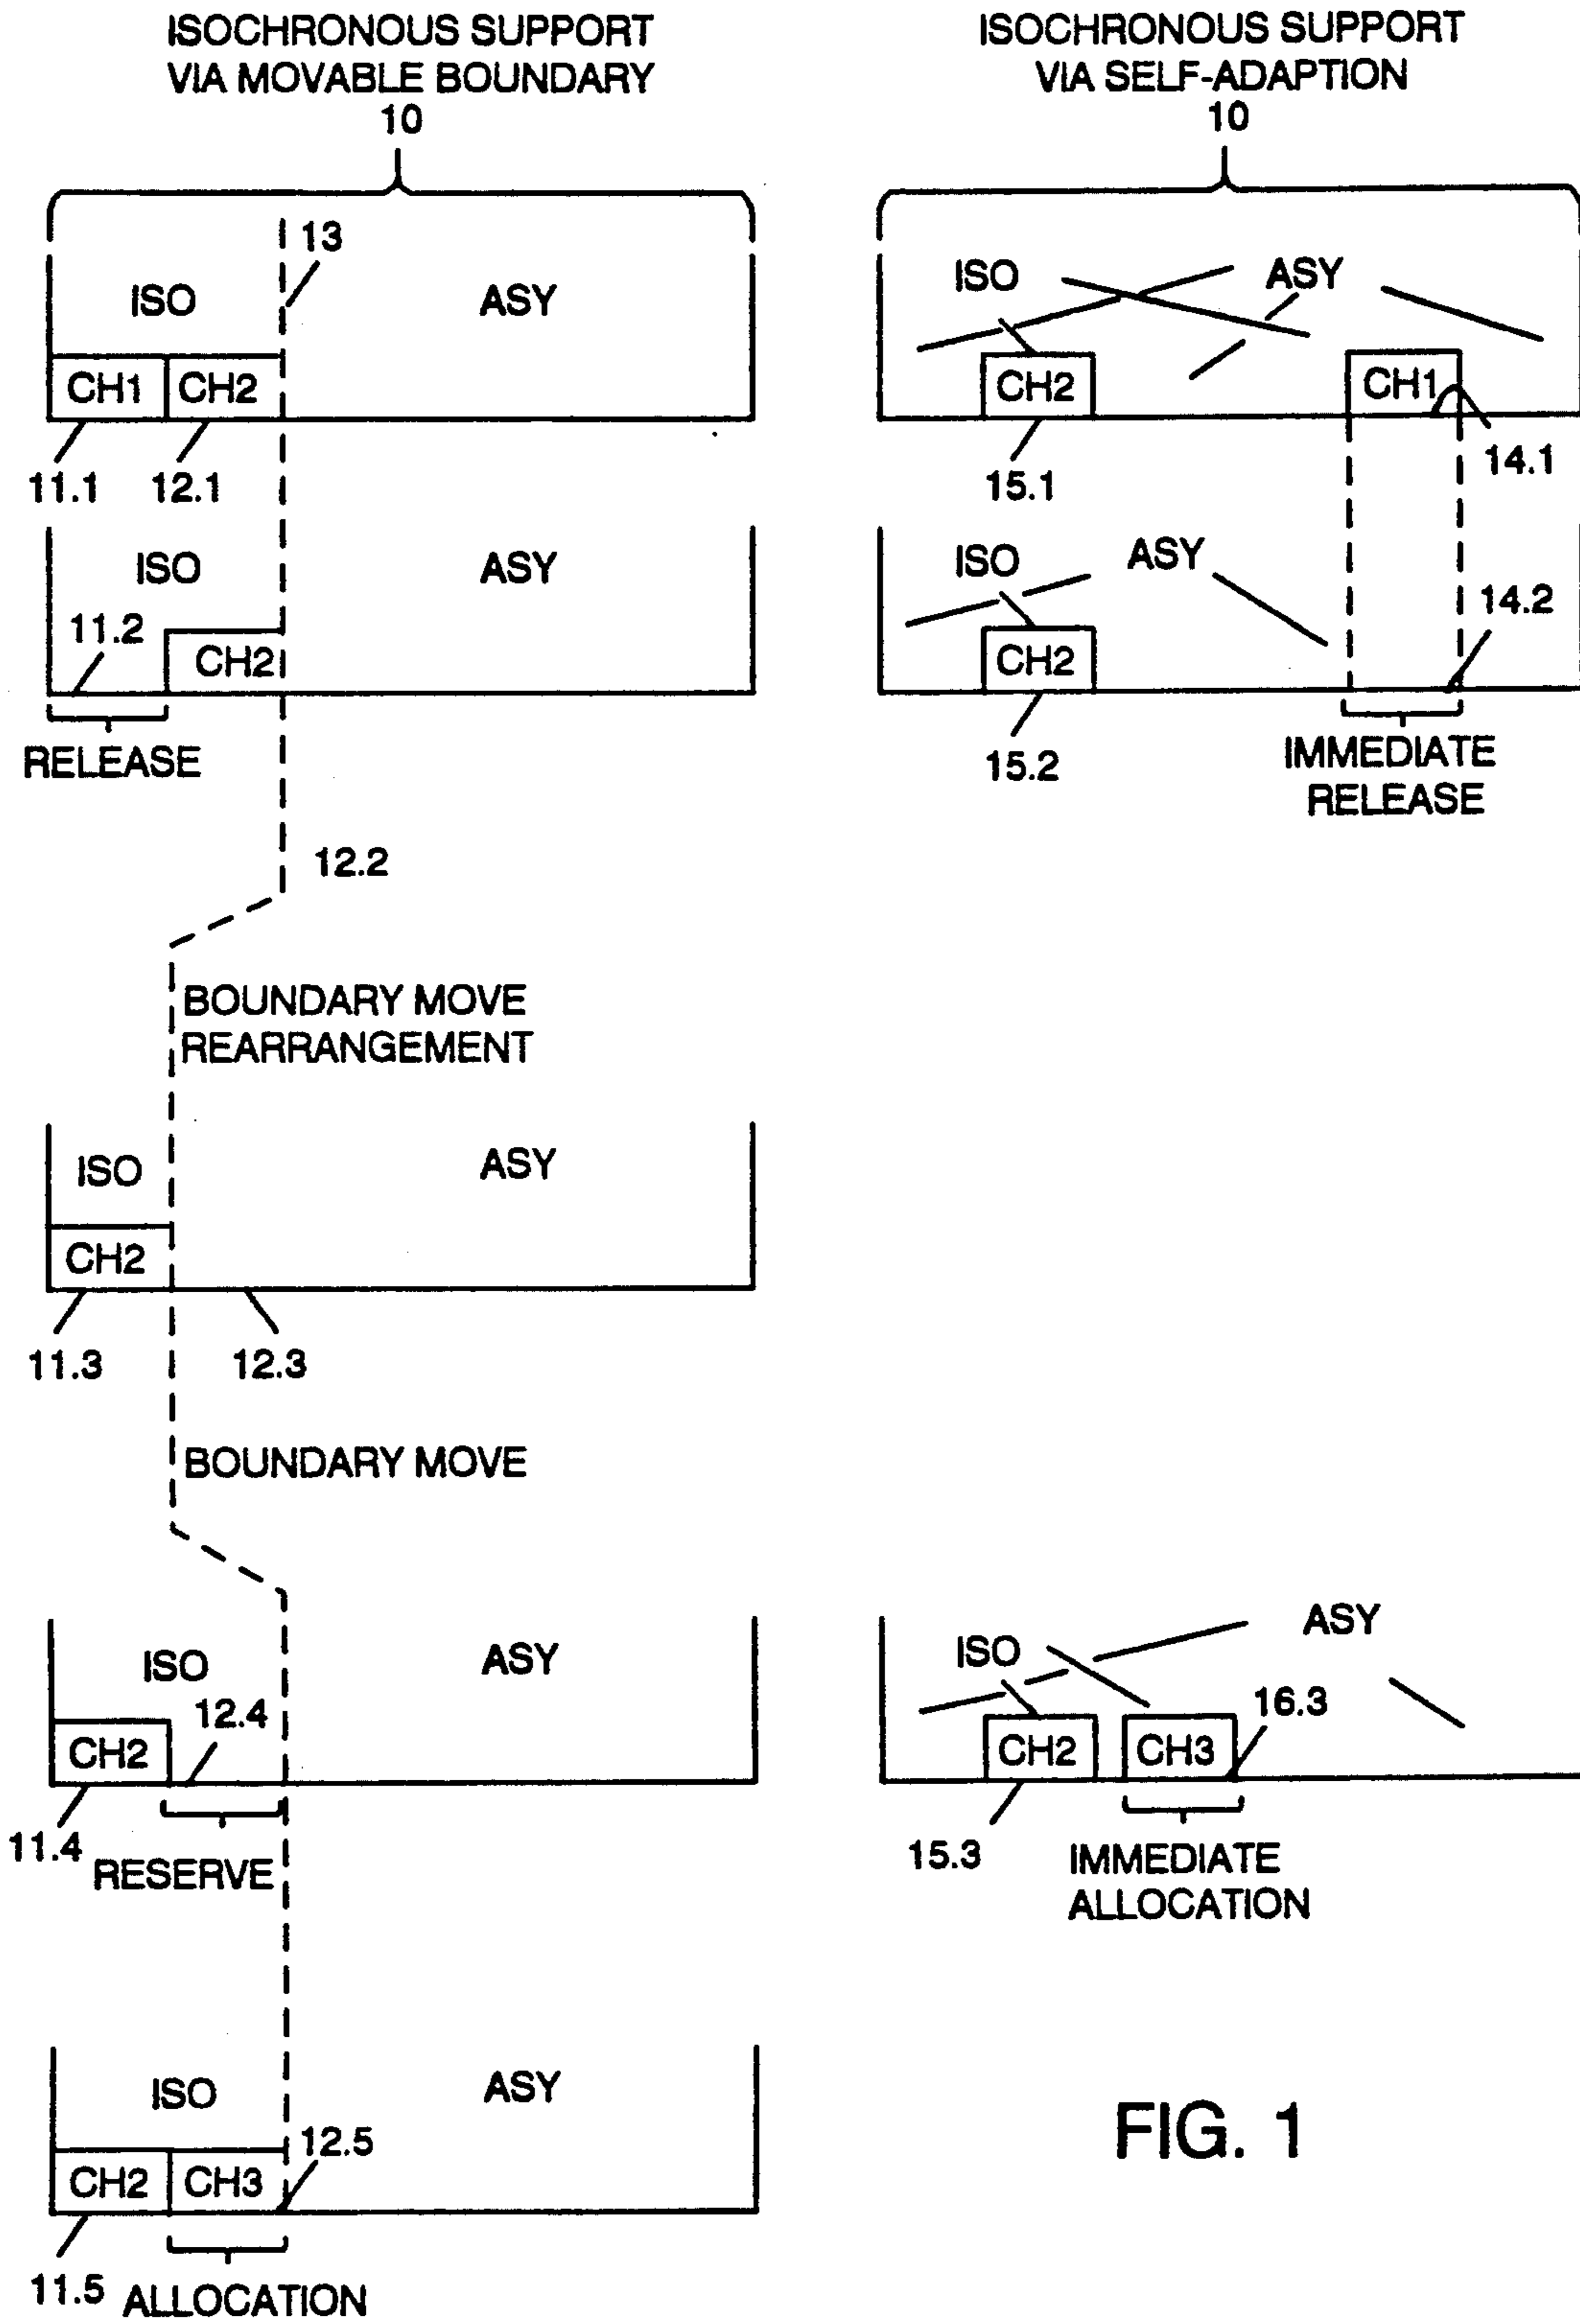 ISOCHRONOUS SUPPORT
VIA MOVABLE BOUNDARY
10
13
ISO
ASY
CH1
CH2
11.1
12.1
ISO
ASY
11.2
CH2
RELEASE
12.2
BOUNDARY MOVE
REARRANGEMENT
ISO
ASY
CH2
11.3
12.3
BOUNDARY MOVE
ISO
ASY
12.4
CH2
11.4
RESERVE
ISO
ASY
12.5
CH2
CH3
11.5
ALLOCATION
ISOCHRONOUS SUPPORT
VIA SELF-ADAPTION
10
ISO
ASY
CH2
CH1
15.1
14.1
ISO
ASY
14.2
CH2
15.2
IMMEDIATE
RELEASE
ISO
ASY
16.3
CH2
CH3
15.3
IMMEDIATE
ALLOCATION
FIG. 1